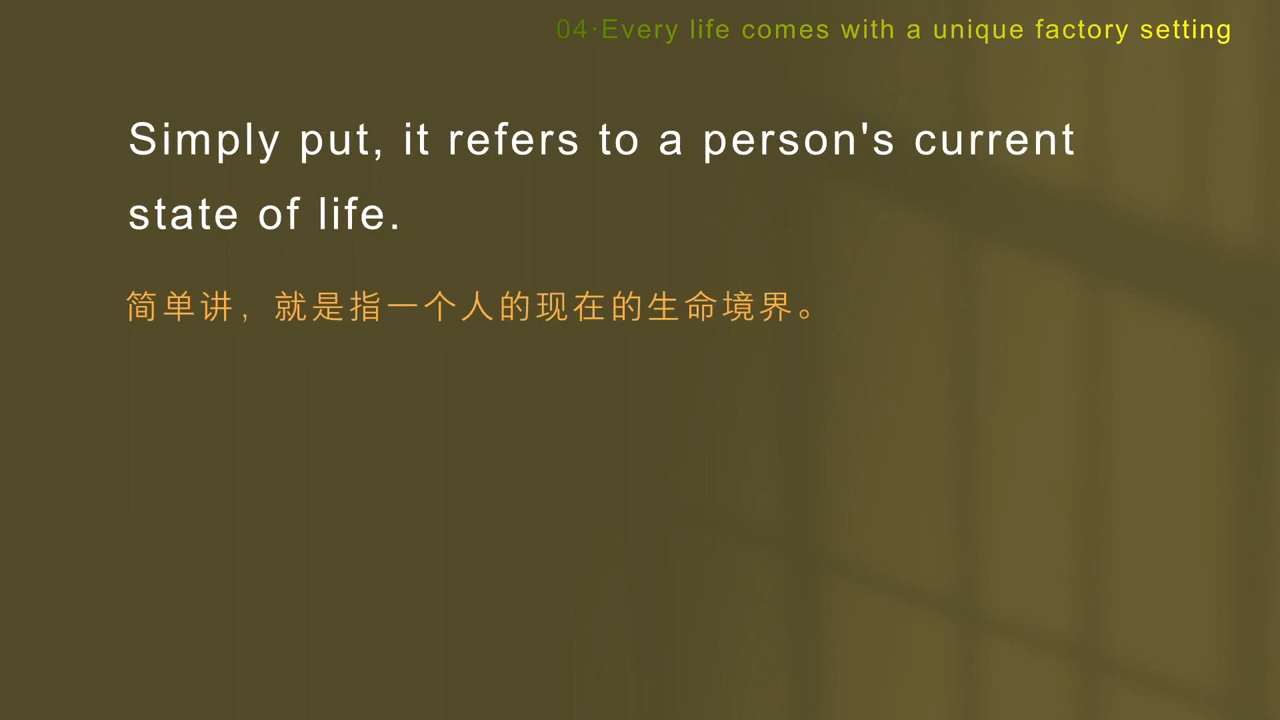 04·Every life comes with a unique factory setting
Simply put, it refers to a person's current
state of life.
简单讲，就是指一个人的现在的生命境界。